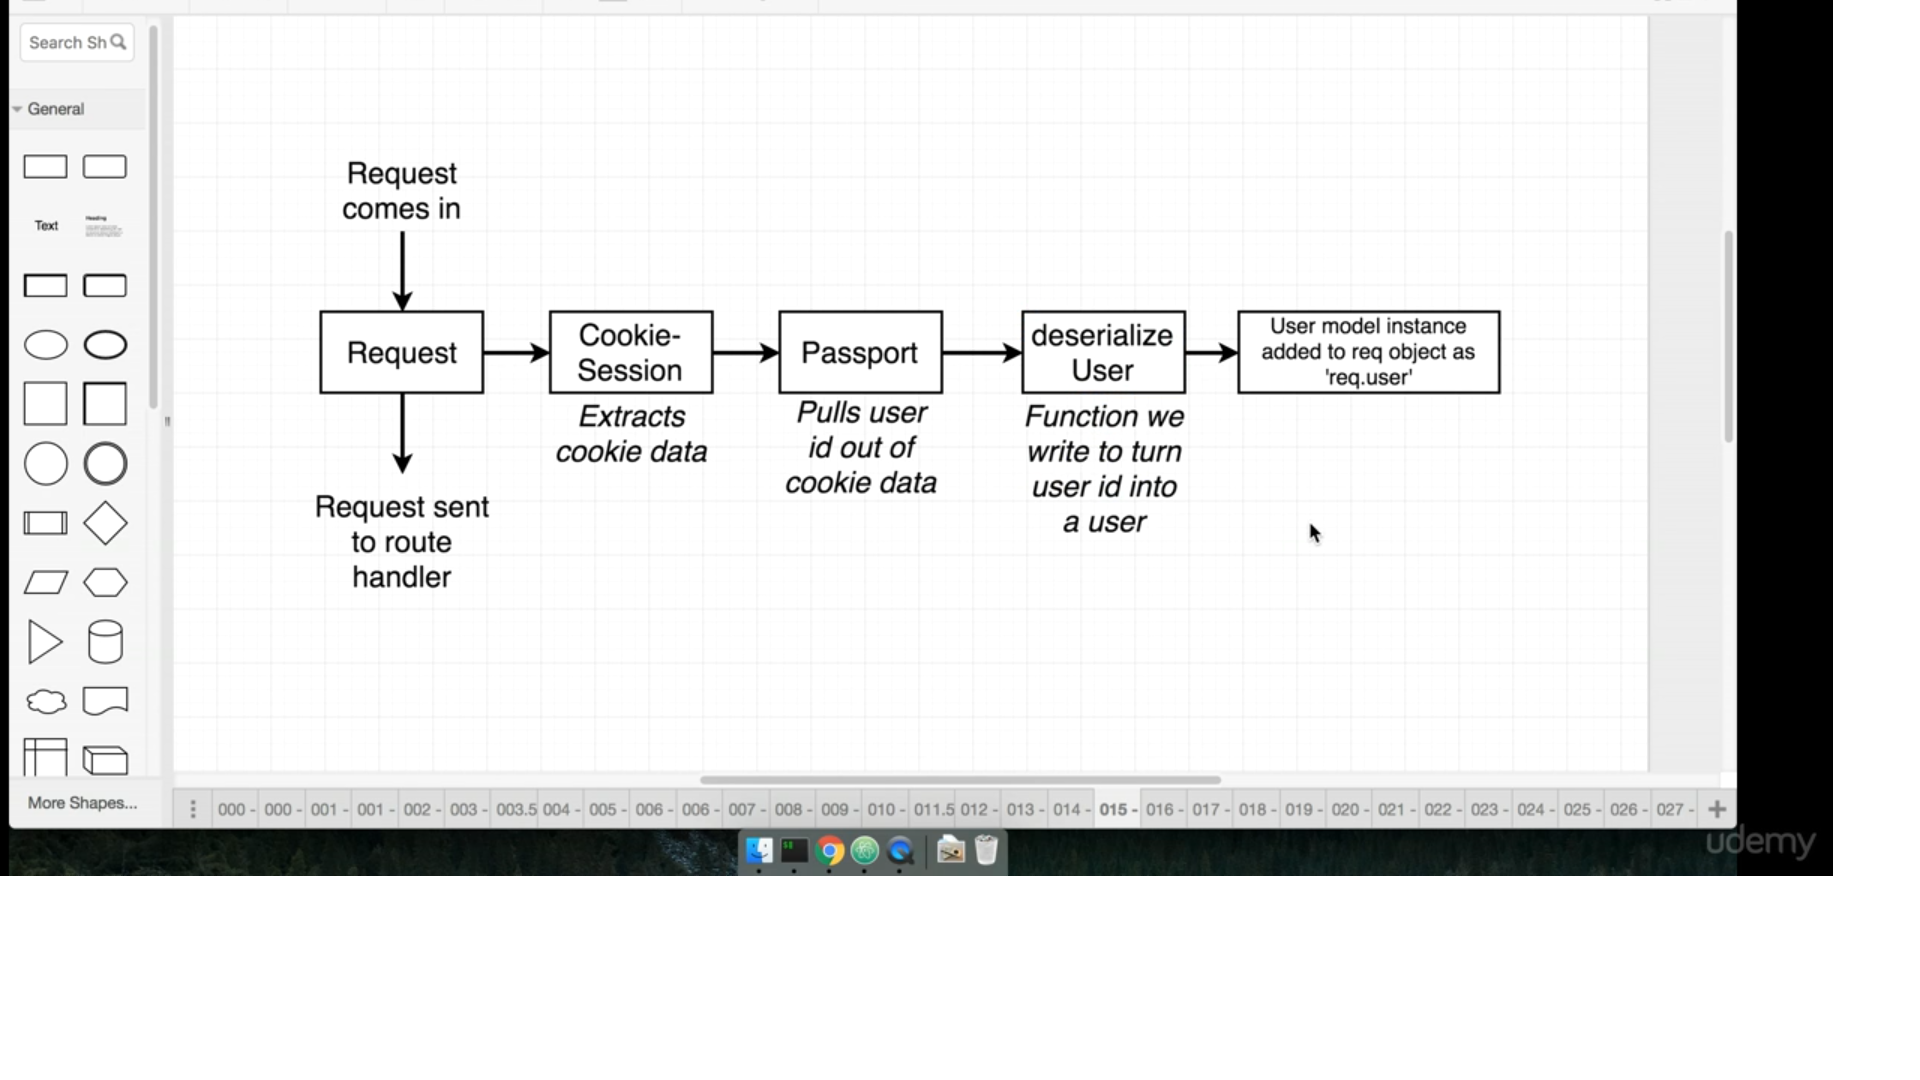 Search Sh
General
Text
Heading
Request
comes in
Request
Cookie-
Session
Passport
deserialize
User
User model instance
added to req object as
'req.user'
Extracts
cookie data
Pulls user
id out of
cookie data
Function we
write to turn
user id into
a user
Request sent
to route
handler
More Shapes...
000 - 000 - 001 - 001 - 002 - 003 - 003.5 004 - 005 - 006 - 006 - 007 - 008 - 009 - 010 - 011.5 012 - 013 - 014 - 015 - 016 - 017 - 018 - 019 - 020 - 021 - 022 - 023 - 024 - 025 - 026 - 027 -
udemy